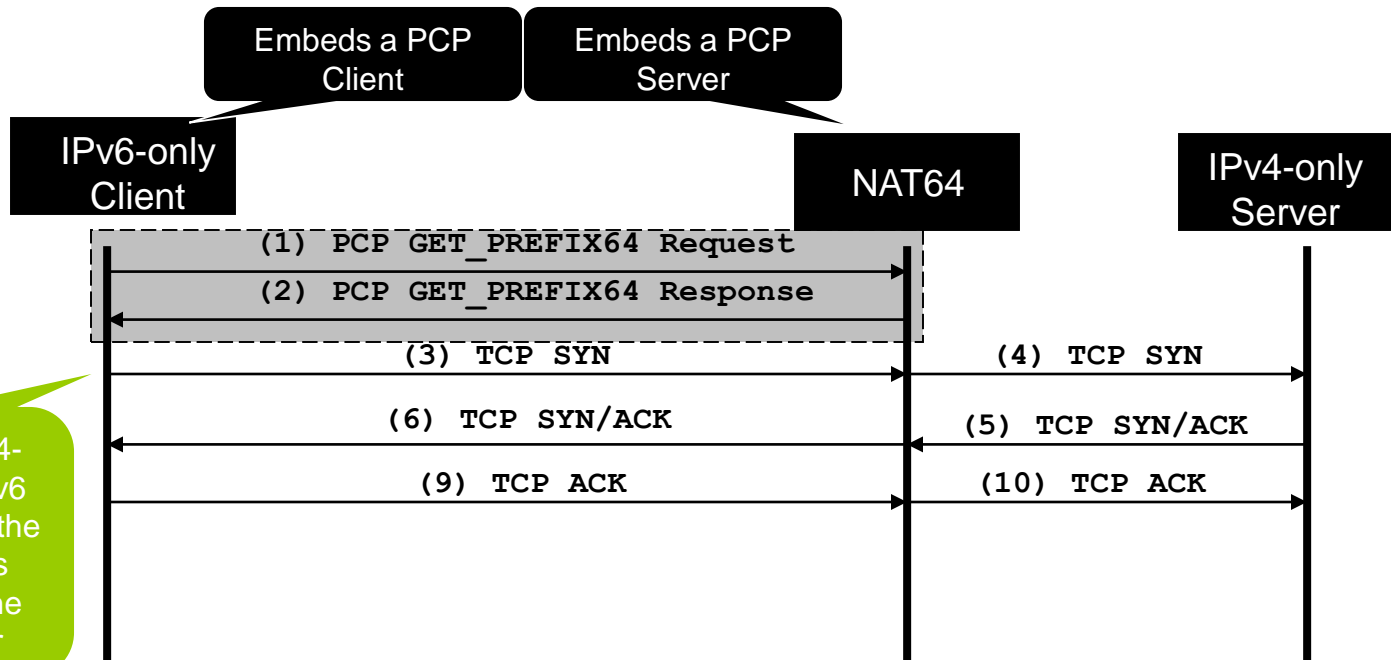 Embeds a PCP
Client
Embeds a PCP
Server
IPv6-only
Client
NAT64
IPv4-only
Server
(1) PCP GET_PREFIX64 Request
(2) PCP GET_PREFIX64 Response
(3) TCP SYN
(4) TCP SYN
(6) TCP SYN/ACK
(5) TCP SYN/ACK
(9) TCP ACK
(10) TCP ACK
the